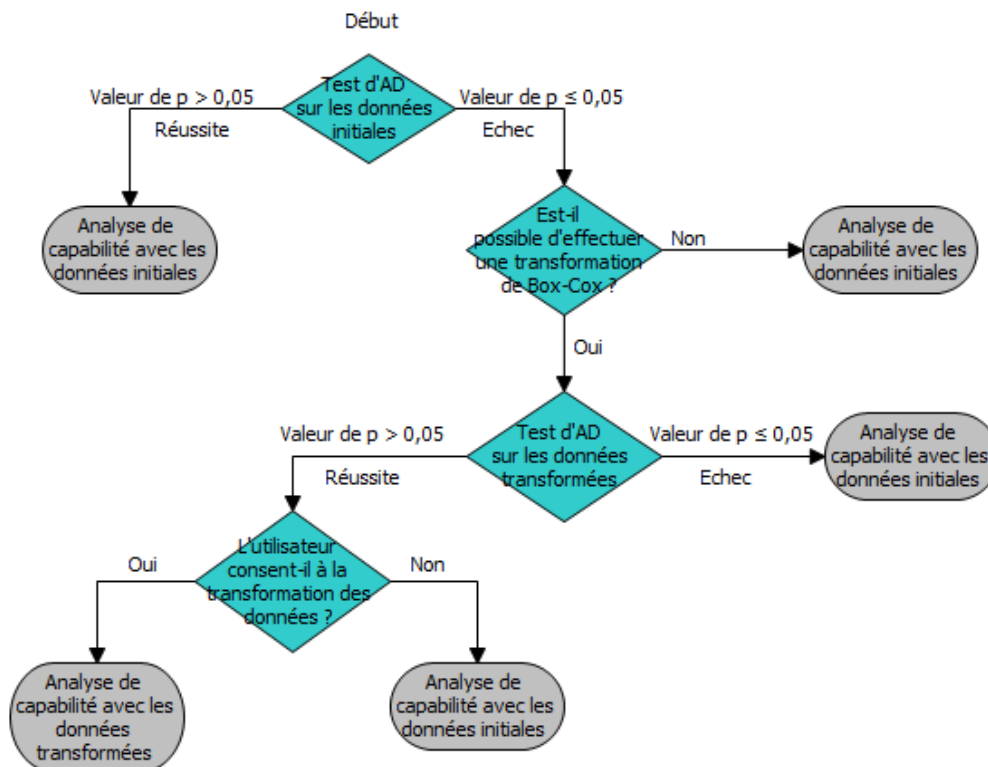 Début
Test d'AD
sur les données
initiales
Valeur de p > 0,05
Réussite
Valeur de p ≤ 0,05
Echec
Analyse de
capabilité avec les
données initiales
Est-il
possible d'effectuer
une transformation
de Box-Cox ?
Non
Analyse de
capabilité avec les
données initiales
Oui
Test d'AD
sur les données
transformées
Valeur de p > 0,05
Réussite
Valeur de p ≤ 0,05
Echec
Analyse de
capabilité avec les
données initiales
L'utilisateur
consent-il à la
transformation des
données ?
Oui
Non
Analyse de
capabilité avec les
données
transformées
Analyse de
capabilité avec les
données initiales